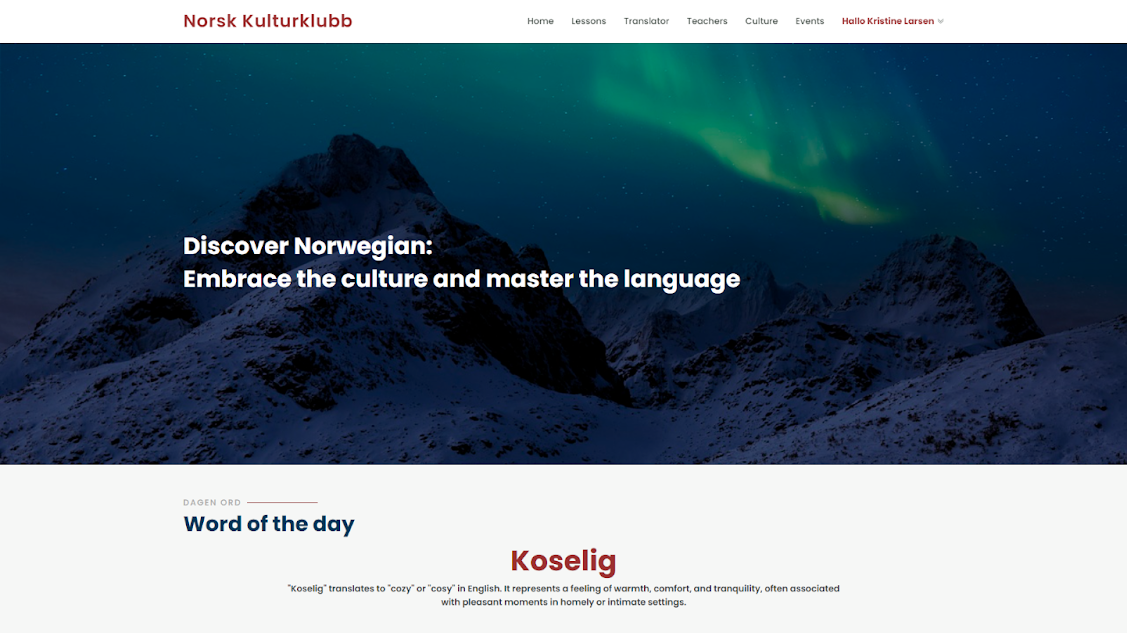 Norsk Kulturklubb
Home Lessons Translator Teachers Culture Events Hallo Kristine Larsen
Discover Norwegian:
Embrace the culture and master the language
DAGEN ORD
Word of the day
Koselig
"Koselig" translates to "cozy" or "cosy" in English. It represents a feeling of warmth, comfort, and tranquility, often associated
with pleasant moments in homely or intimate settings.